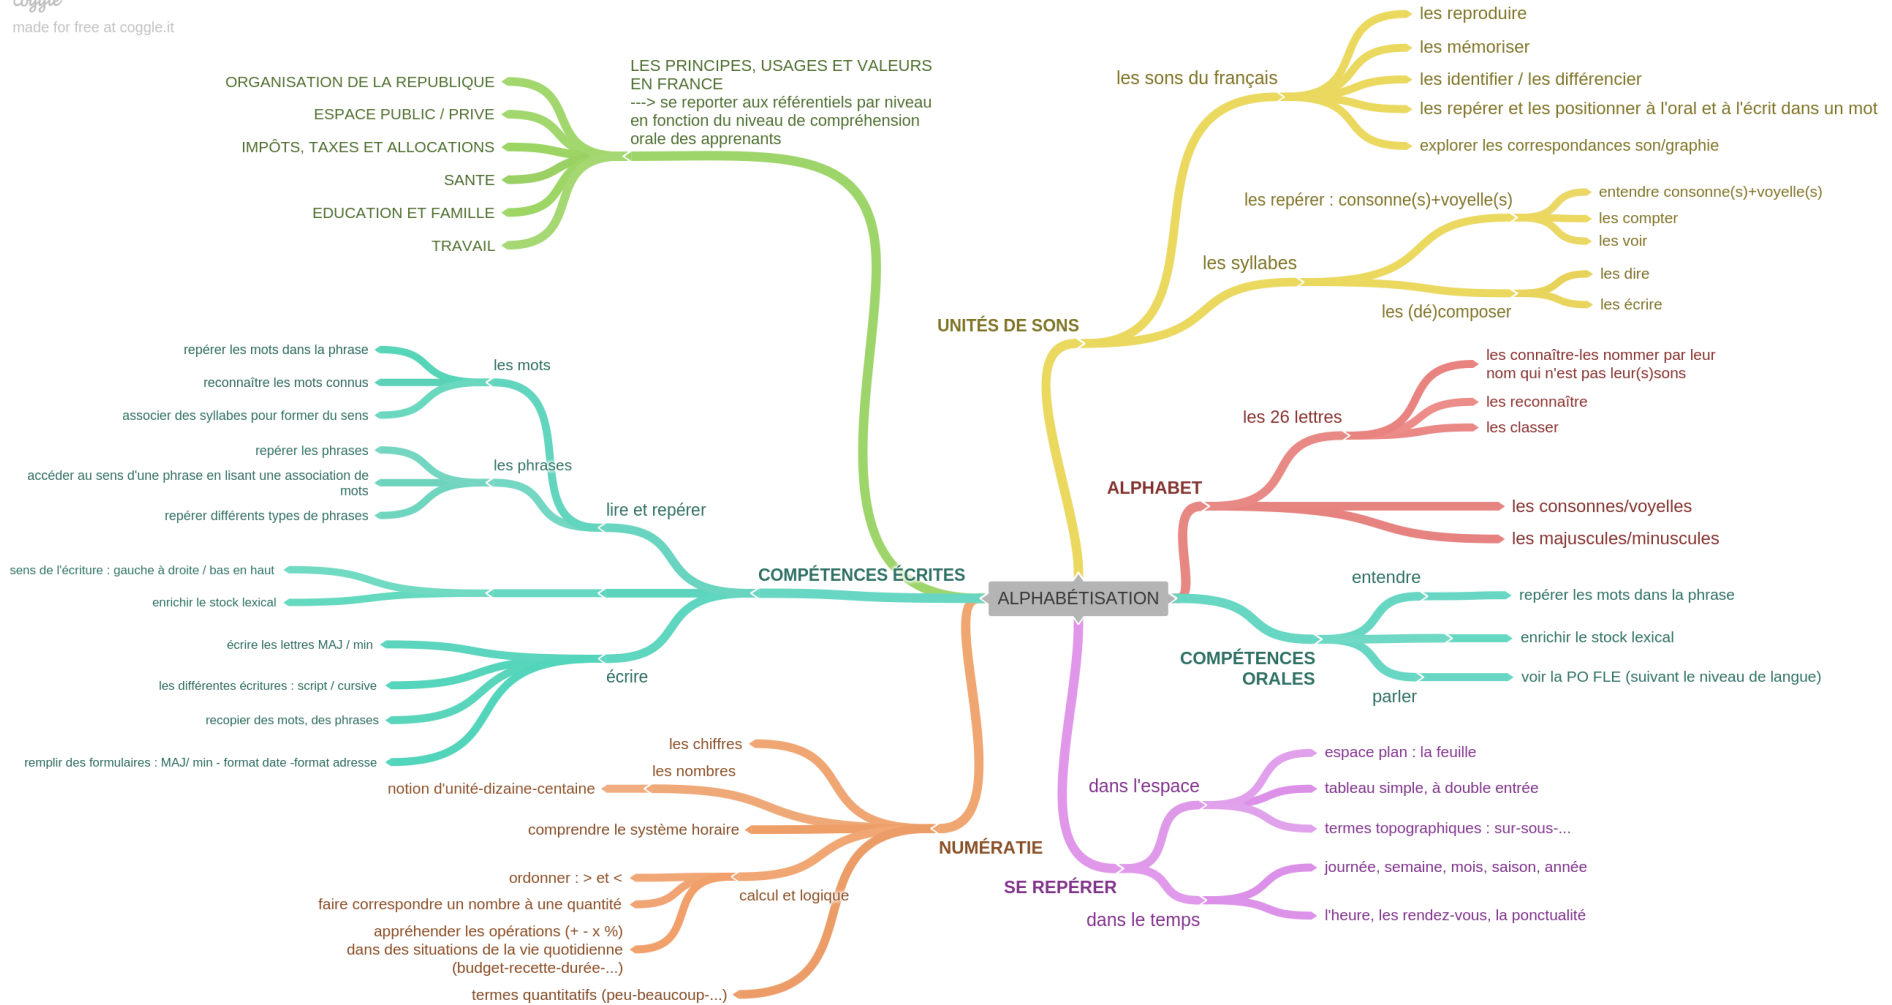 coggle
made for free at coggle.it
LES PRINCIPES, USAGES ET VALEURS
EN FRANCE
---> se reporter aux référentiels par niveau
en fonction du niveau de compréhension
orale des apprenants
ORGANISATION DE LA REPUBLIQUE
ESPACE PUBLIC / PRIVE
IMPÔTS, TAXES ET ALLOCATIONS
SANTE
EDUCATION ET FAMILLE
TRAVAIL
ALPHABÉTISATION
UNITÉS DE SONS
les sons du français
les reproduire
les mémoriser
les identifier / les différencier
les repérer et les positionner à l'oral et à l'écrit dans un mot
explorer les correspondances son/graphie
les syllabes
les repérer : consonne(s)+voyelle(s)
entendre consonne(s)+voyelle(s)
les compter
les voir
les (dé)composer
les dire
les écrire
ALPHABET
les 26 lettres
les connaître-les nommer par leur
nom qui n'est pas leur(s)sons
les reconnaître
les classer
les consonnes/voyelles
les majuscules/minuscules
COMPÉTENCES
ORALES
entendre
repérer les mots dans la phrase
enrichir le stock lexical
parler
voir la PO FLE (suivant le niveau de langue)
SE REPÉRER
dans l'espace
espace plan : la feuille
tableau simple, à double entrée
termes topographiques : sur-sous-...
dans le temps
journée, semaine, mois, saison, année
l'heure, les rendez-vous, la ponctualité
COMPÉTENCES ÉCRITES
lire et repérer
les mots
repérer les mots dans la phrase
reconnaître les mots connus
associer des syllabes pour former du sens
les phrases
repérer les phrases
accéder au sens d'une phrase en lisant une association de
mots
repérer différents types de phrases
sens de l'écriture : gauche à droite / bas en haut
enrichir le stock lexical
écrire
écrire les lettres MAJ / min
les différentes écritures : script / cursive
recopier des mots, des phrases
remplir des formulaires : MAJ/ min - format date -format adresse
NUMÉRATIE
les chiffres
les nombres
notion d'unité-dizaine-centaine
comprendre le système horaire
calcul et logique
ordonner : > et <
faire correspondre un nombre à une quantité
appréhender les opérations (+ - x %)
dans des situations de la vie quotidienne
(budget-recette-durée-...)
termes quantitatifs (peu-beaucoup-...)